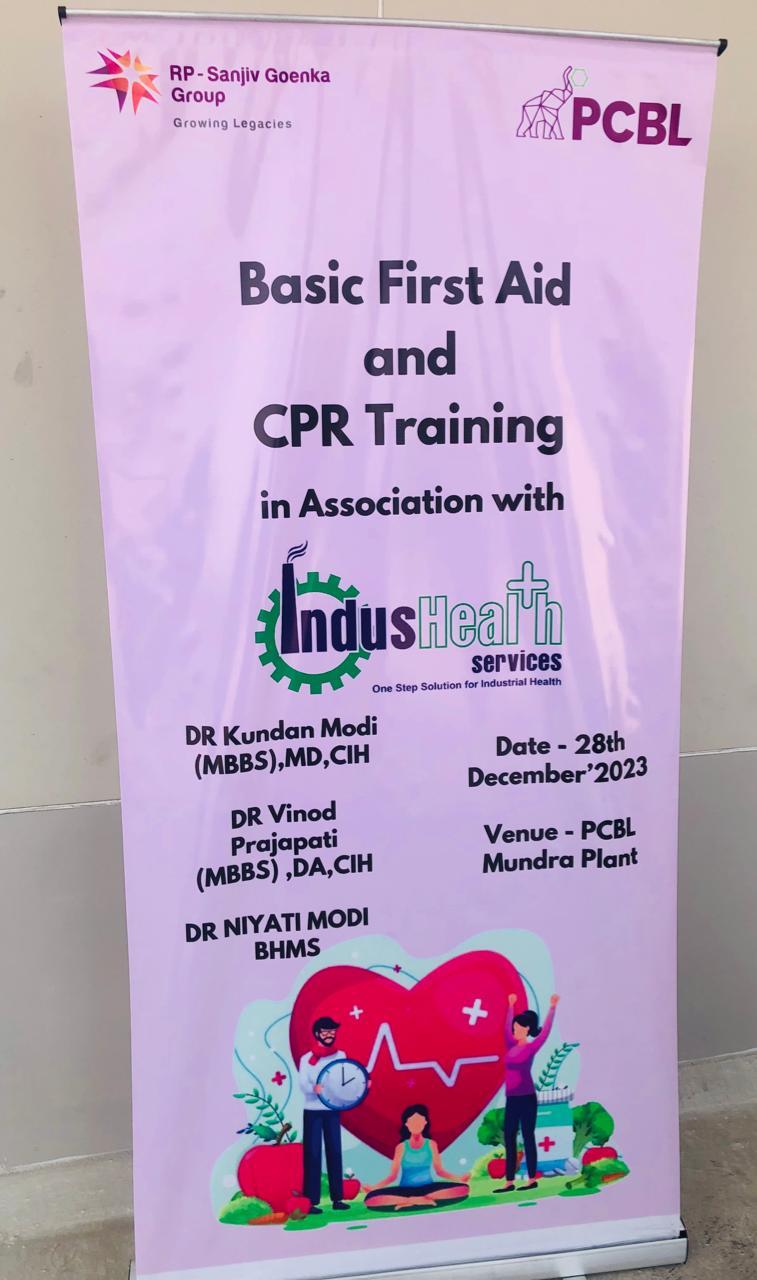 RP - Sanjiv Goenka
Group
Growing Legacies
PCBL
Basic First Aid
and
CPR Training
in Association with
IndusHealth
services
One Step Solution for Industrial Health
DR Kundan Modi
(MBBS),MD,CIH
DR Vinod
Prajapati
(MBBS) ,DA,CIH
DR NIYATI MODI
BHMS
Date - 28th
December'2023
Venue - PCBL
Mundra Plant